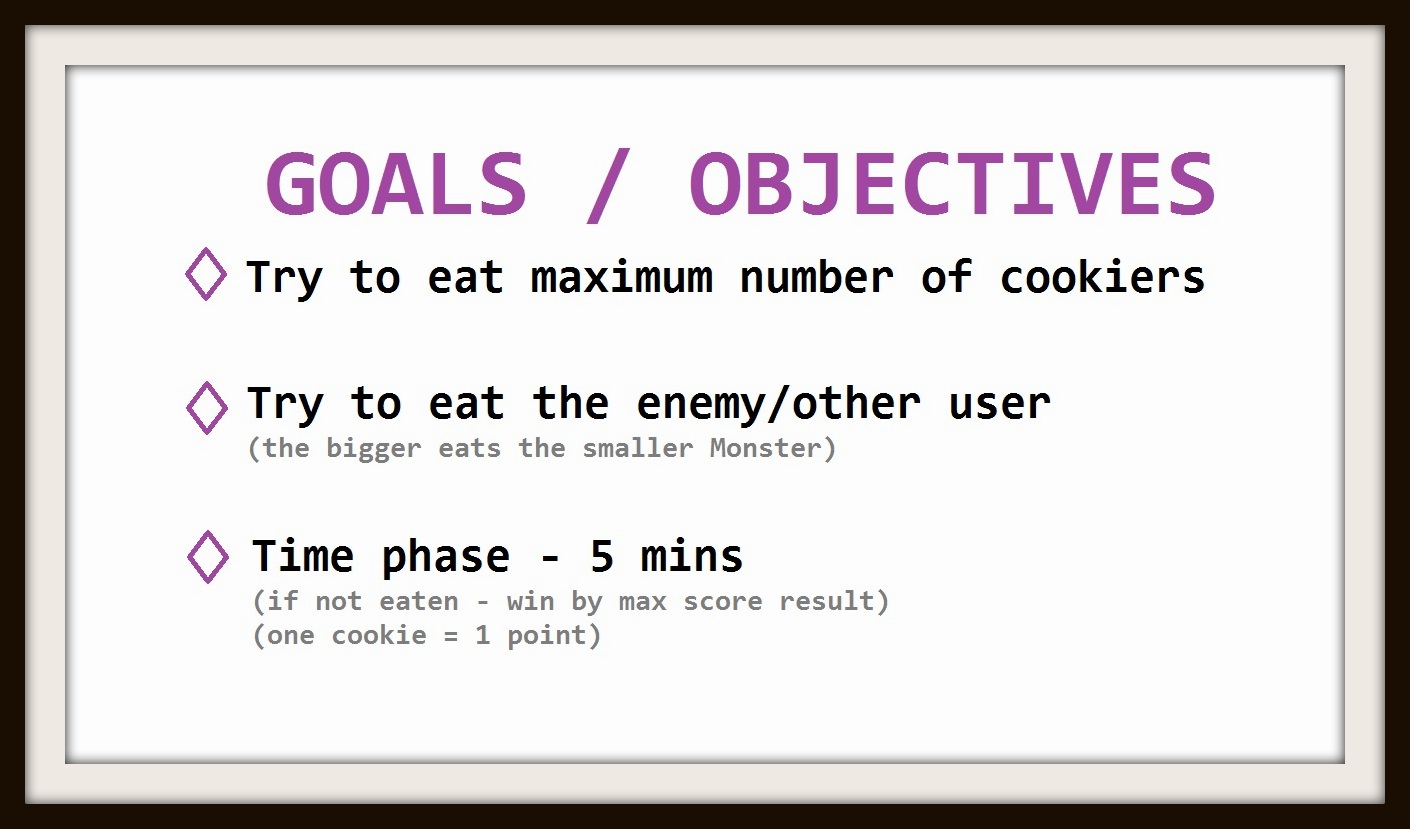 GOALS / OBJECTIVES
Try to eat maximum number of cookiers
Try to eat the enemy/other user
(the bigger eats the smaller Monster)
Time phase - 5 mins
(if not eaten - win by max score result)
(one cookie = 1 point)